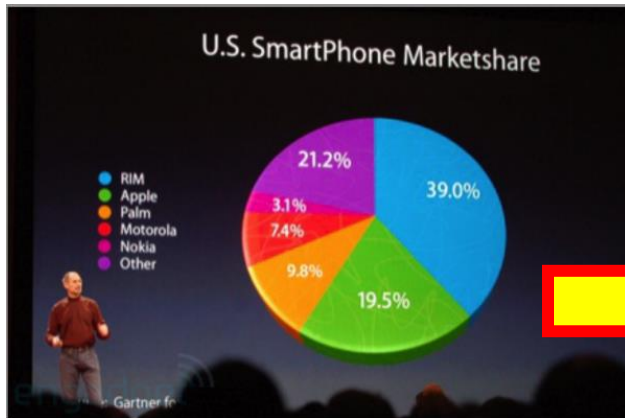 U.S. SmartPhone Marketshare
RIM
Apple
Palm
Motorola
Nokia
Other
21.2%
39.0%
3.1%
7.4%
9.8%
19.5%
engadget
Gartner fo